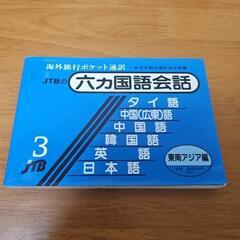 海外旅行ポケット通訳
JTBの
六カ国語会話
タイ語
中国(広東)語
中国語
韓国語
英語
日本語
東南アジア編
3
JTB